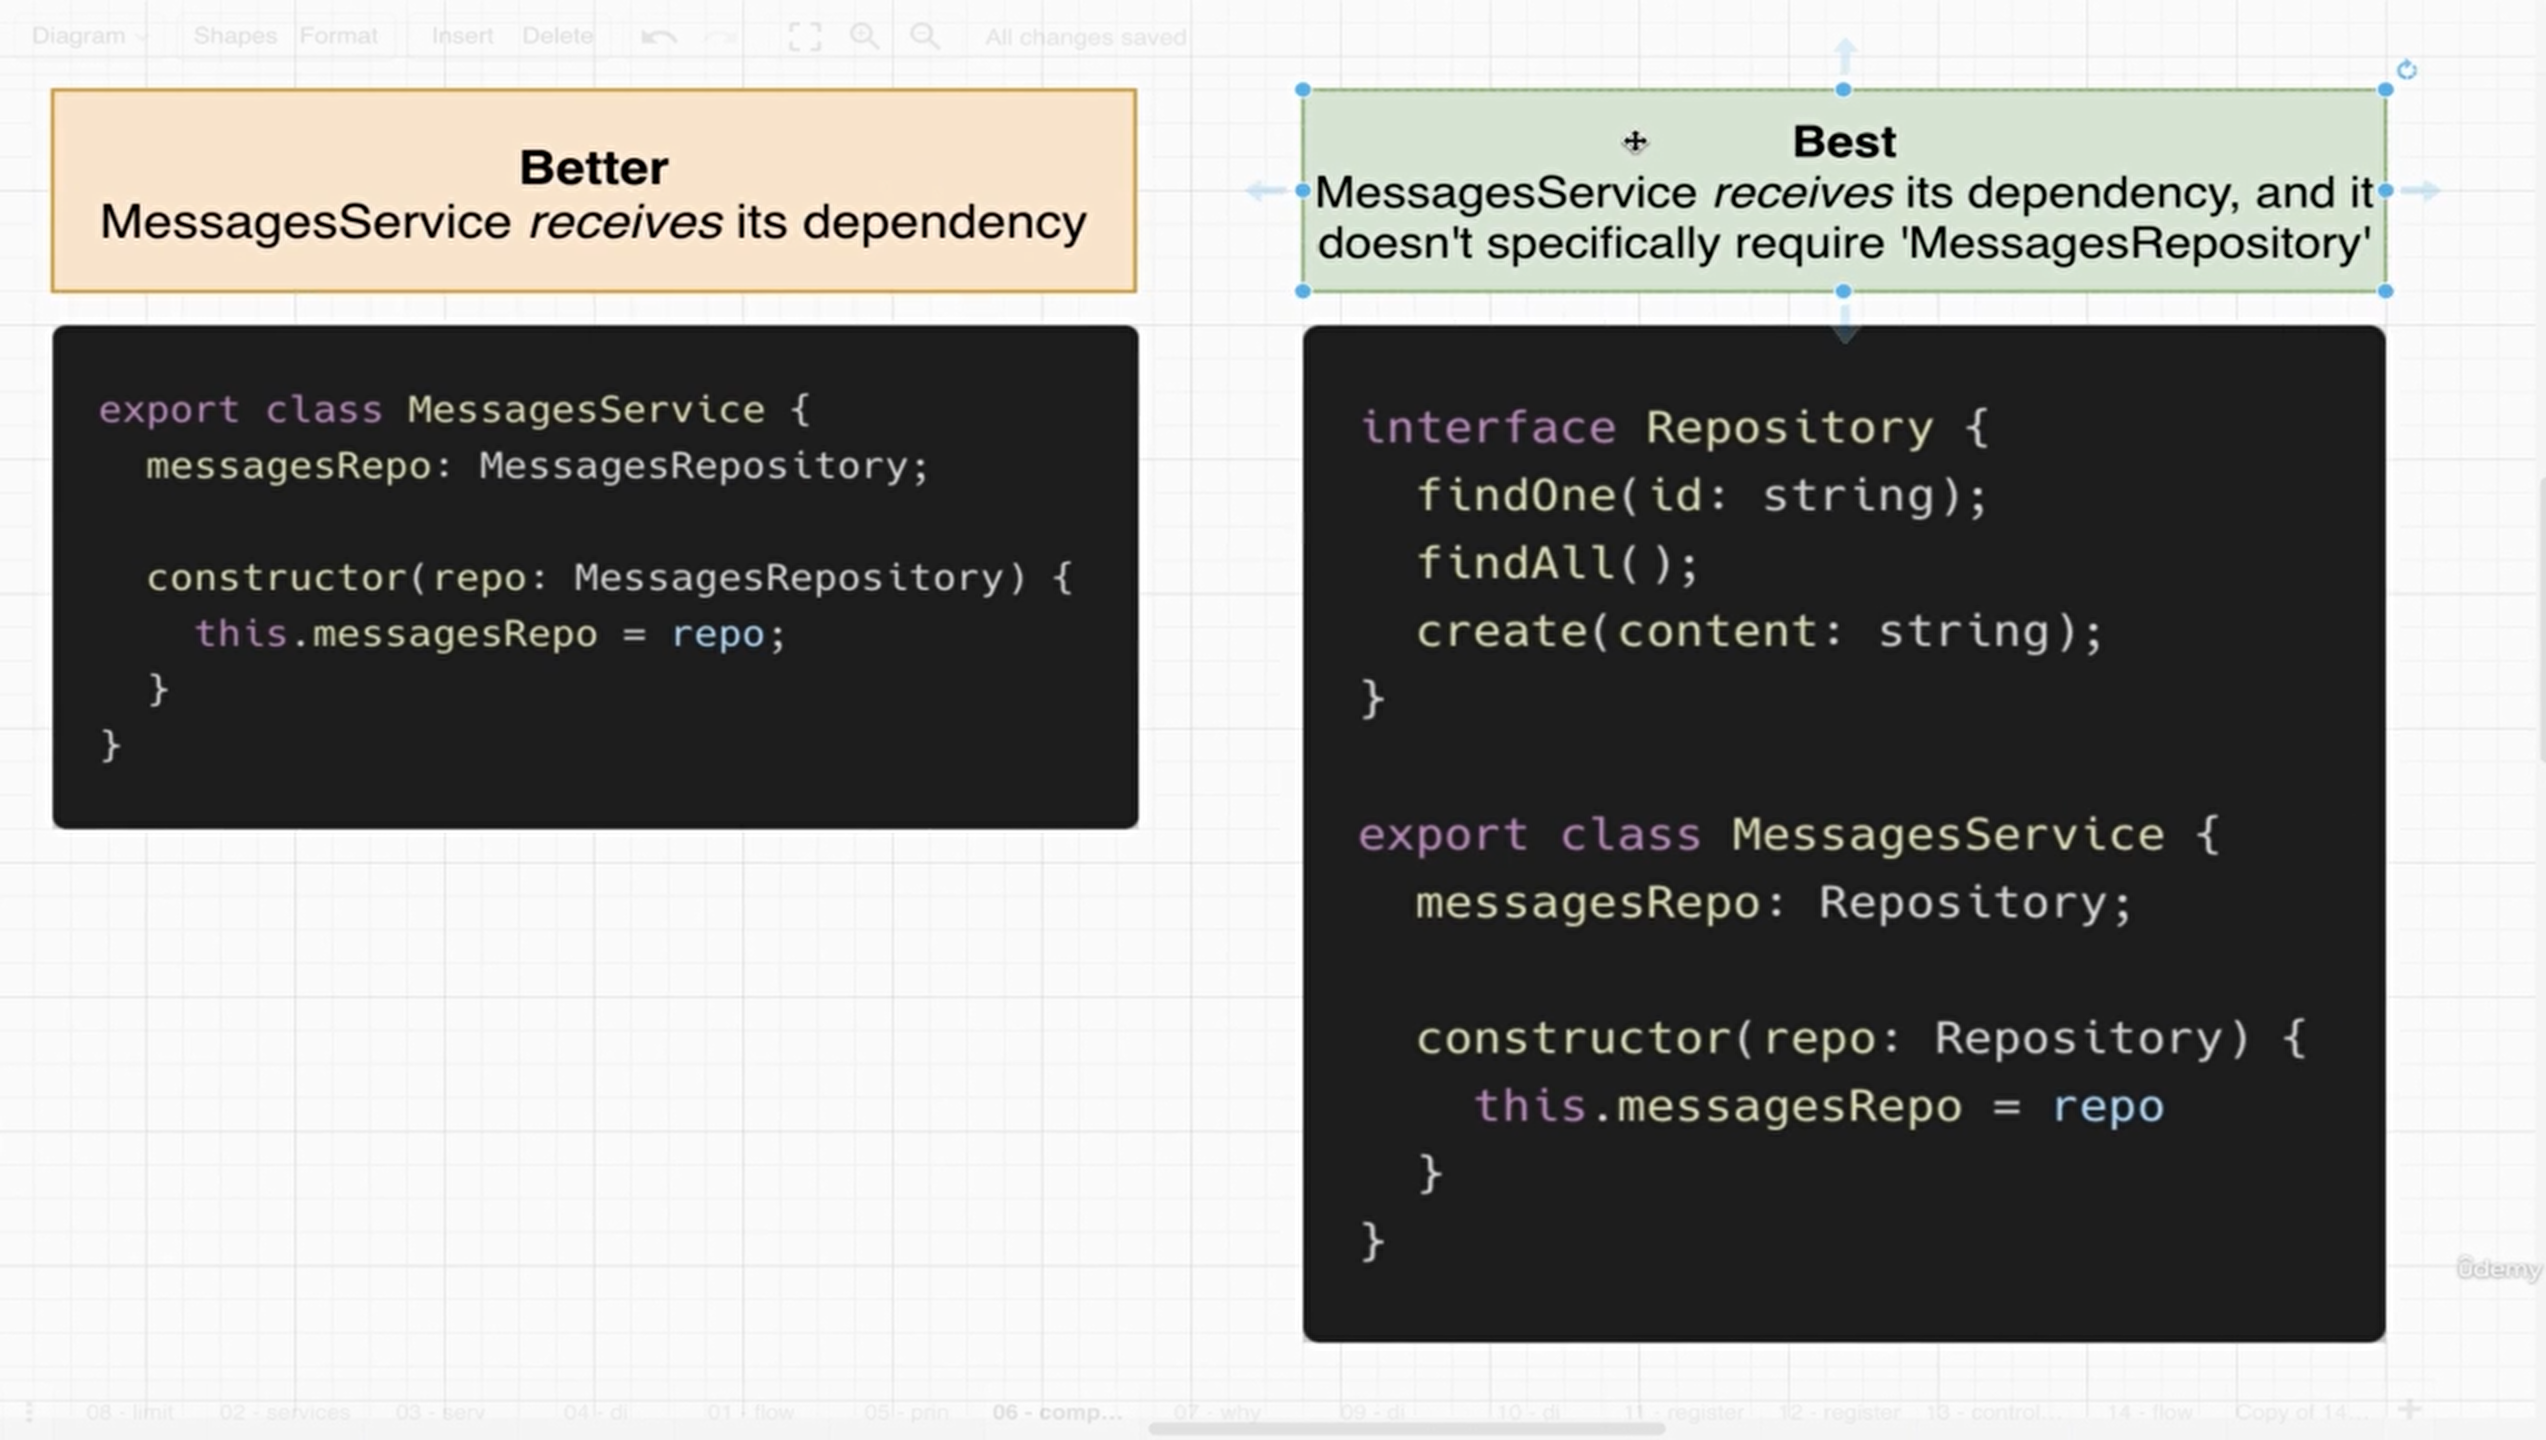 Diagram Shapes Format Insert Delete All changes saved
Better
MessagesService receives its dependency
export class MessagesService {
messagesRepo: MessagesRepository;
constructor(repo: MessagesRepository) {
this.messagesRepo = repo;
}
}
Best
MessagesService receives its dependency, and it
doesn't specifically require 'MessagesRepository'
interface Repository {
findOne(id: string);
findAll();
create(content: string);
}
export class MessagesService {
messagesRepo: Repository;
constructor(repo: Repository) {
this.messagesRepo = repo
}
}
ûdemy
08 - limit 02 - services 03 - serv 04 - di 01 - flow 05 - prin 06 - comp... 07 - why 09 - di 10 - di 11 - register 12 - register 13 - control... 14 - flow Copy of 14...